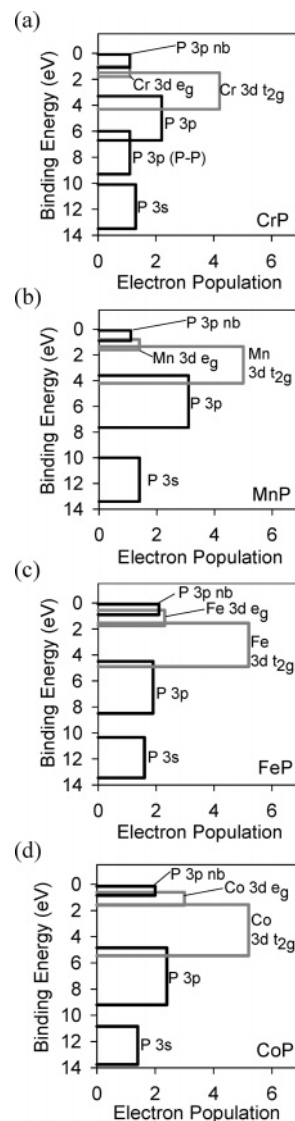 (a)
0
2
4
6
8
10
12
14
Binding Energy (eV)
P 3p nb
Cr 3d eg
Cr 3d t2g
P 3p
P 3p (P-P)
P 3s
CrP
0 2 4 6
Electron Population
(b)
0
2
4
6
8
10
12
14
Binding Energy (eV)
P 3p nb
Mn 3d eg
Mn
3d t2g
P 3p
P 3s
MnP
0 2 4 6
Electron Population
(c)
0
2
4
6
8
10
12
14
Binding Energy (eV)
P 3p nb
Fe 3d eg
Fe
3d t2g
P 3p
P 3s
FeP
0 2 4 6
Electron Population
(d)
0
2
4
6
8
10
12
14
Binding Energy (eV)
P 3p nb
Co 3d eg
Co
3d t2g
P 3p
P 3s
CoP
0 2 4 6
Electron Population